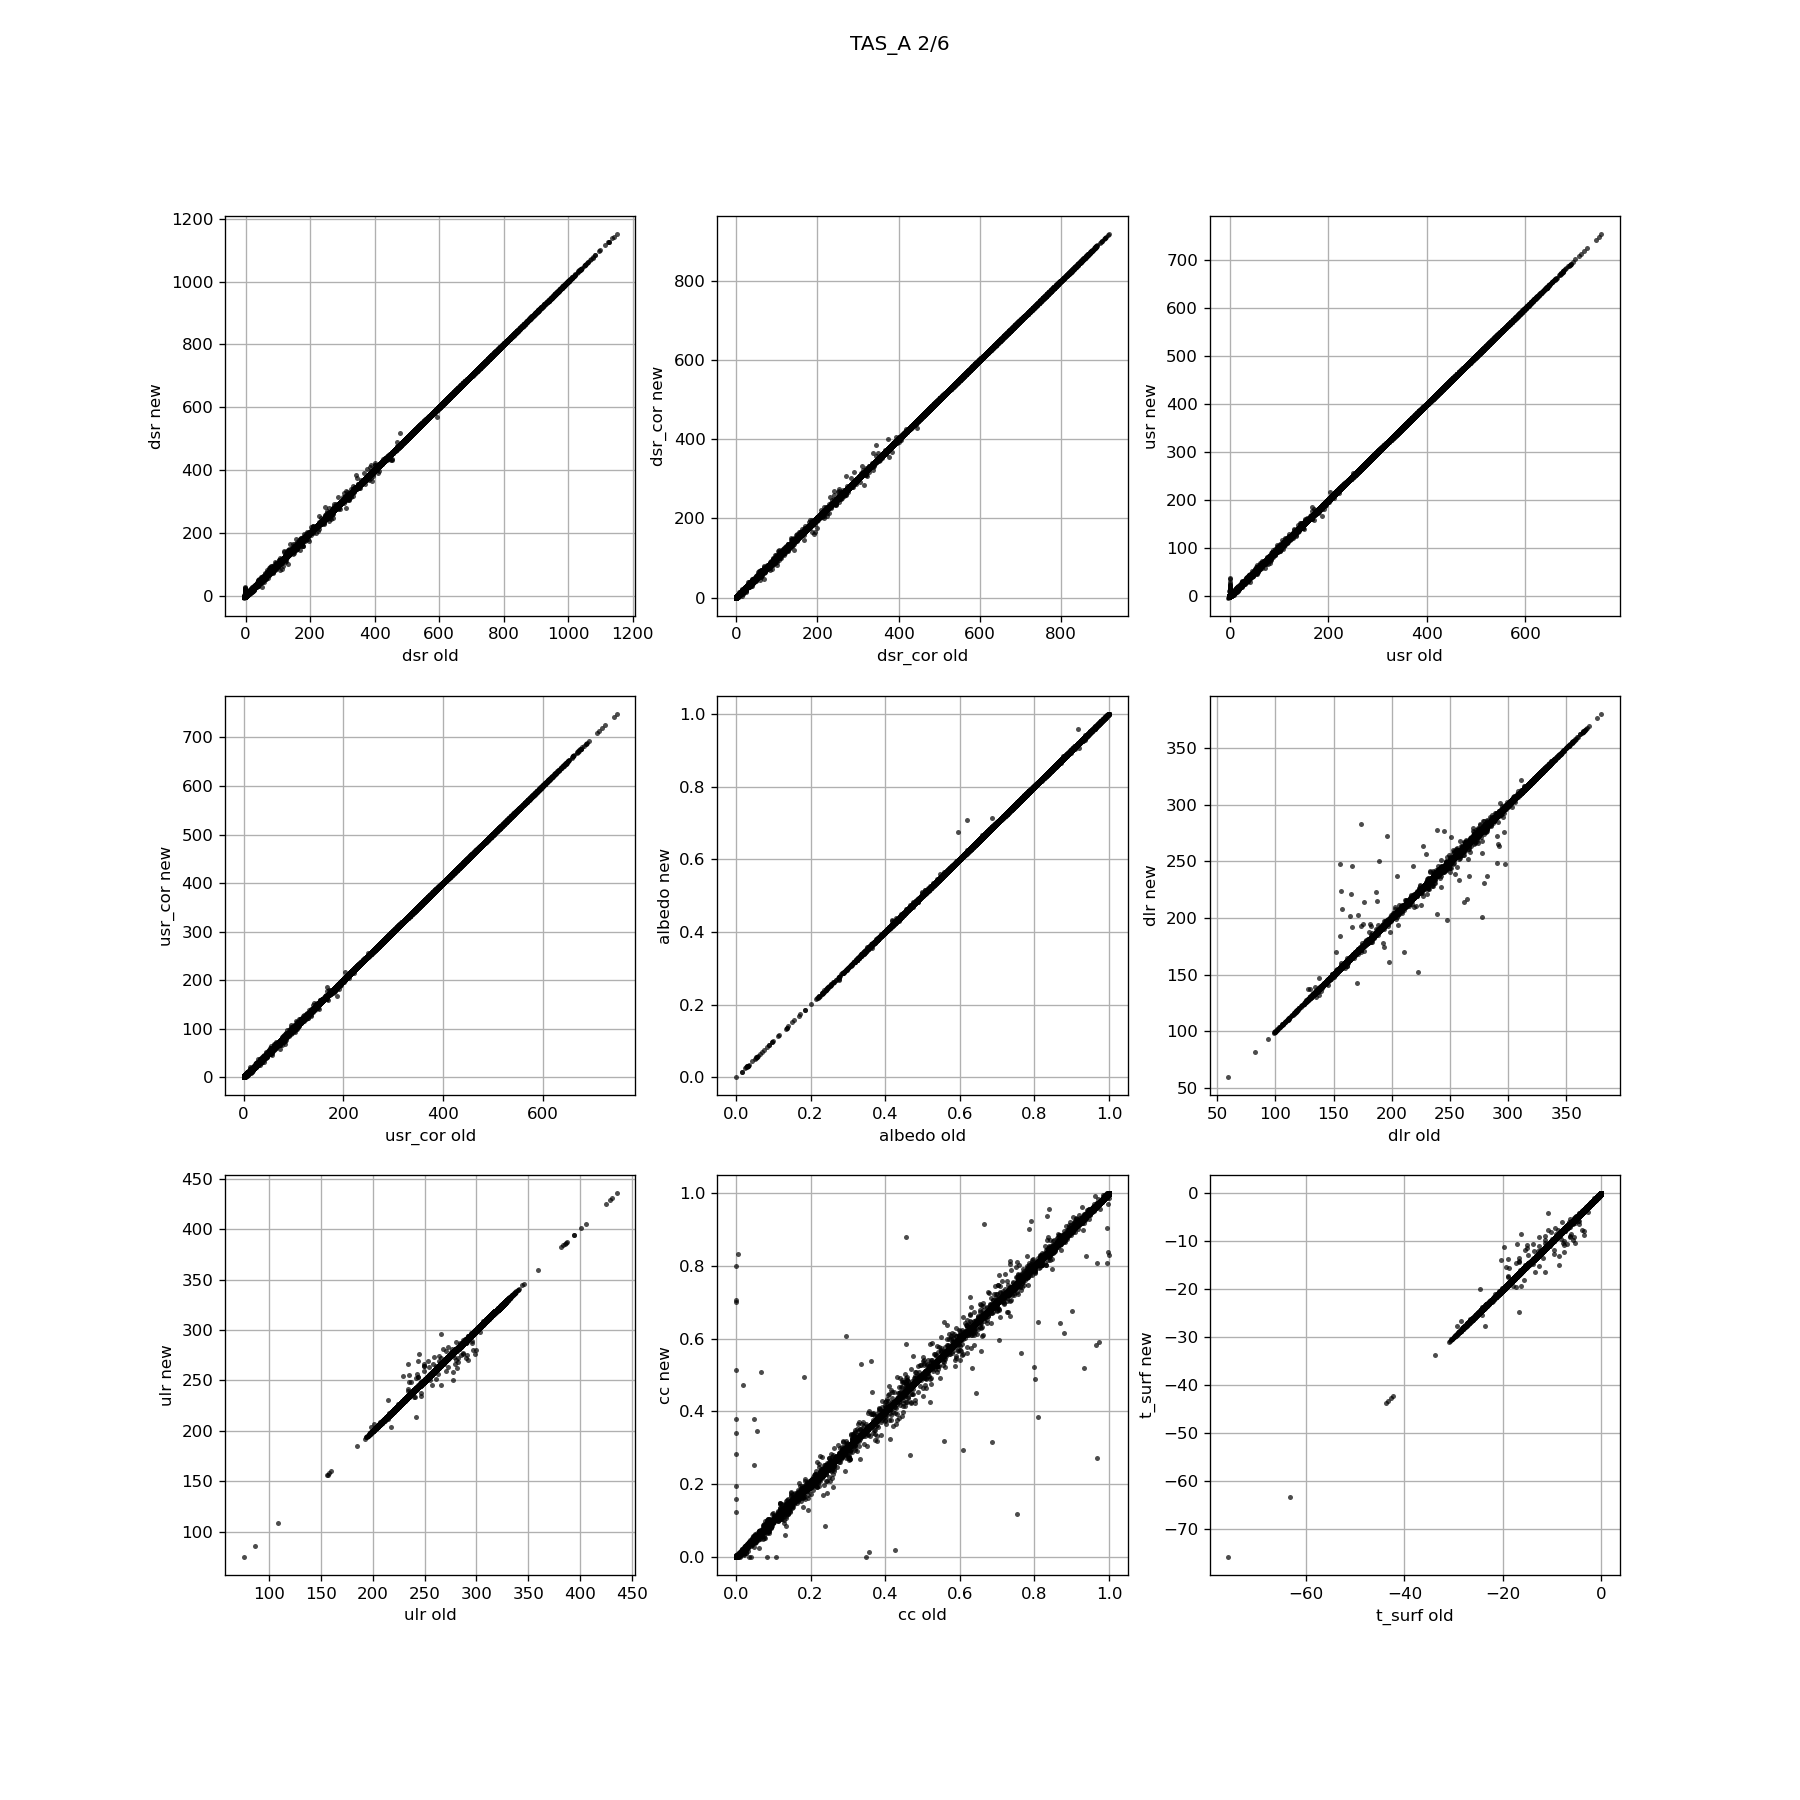 TAS_A 2/6
1200
1000
800
600
400
200
0
dsr new
0 200 400 600 800 1000 1200
dsr old
800
600
400
200
0
dsr_cor new
0 200 400 600 800
dsr_cor old
700
600
500
400
300
200
100
0
usr new
0 200 400 600
usr old
700
600
500
400
300
200
100
0
usr_cor new
0 200 400 600
usr_cor old
1.0
0.8
0.6
0.4
0.2
0.0
albedo new
0.0 0.2 0.4 0.6 0.8 1.0
albedo old
350
300
250
200
150
100
50
dlr new
50 100 150 200 250 300 350
dlr old
450
400
350
300
250
200
150
100
ulr new
100 150 200 250 300 350 400 450
ulr old
1.0
0.8
0.6
0.4
0.2
0.0
cc new
0.0 0.2 0.4 0.6 0.8 1.0
cc old
0
−10
−20
−30
−40
−50
−60
−70
t_surf new
−60 −40 −20 0
t_surf old